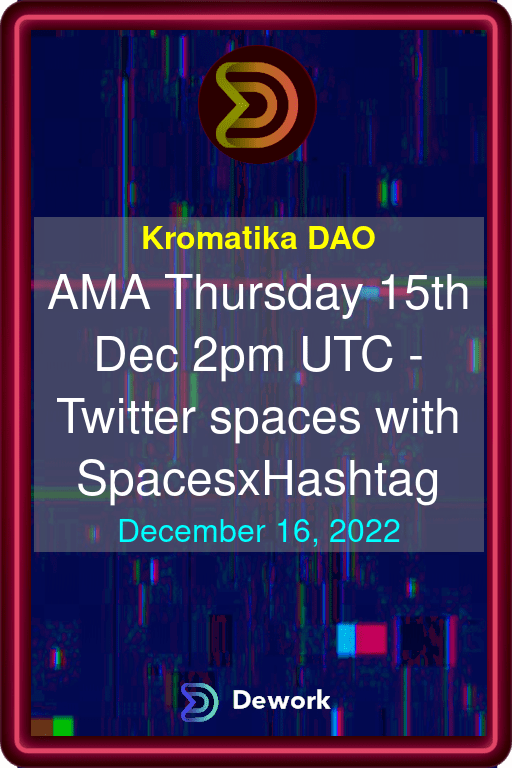 Kromatika DAO
AMA Thursday 15th
Dec 2pm UTC -
Twitter spaces with
SpacesxHashtag
December 16, 2022
Dework